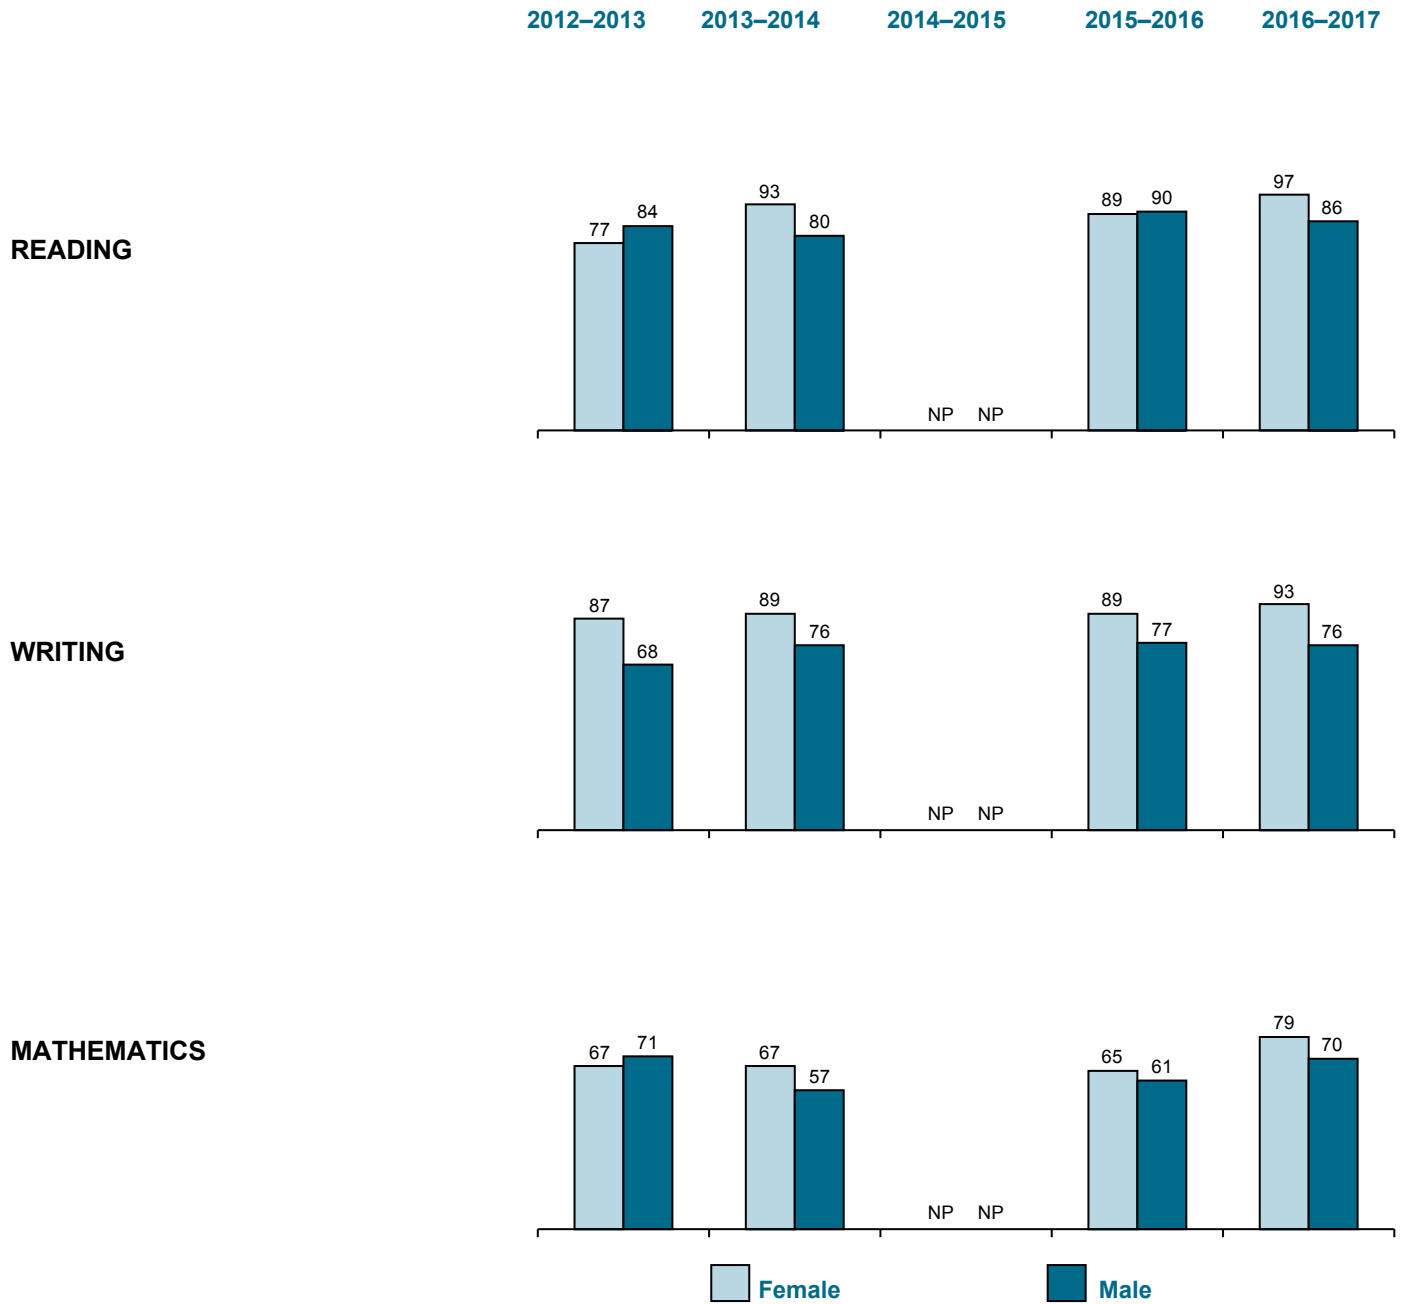 2012–2013 2013–2014 2014–2015 2015–2016 2016–2017
READING
77 84 93 80 NP NP 89 90 97 86
WRITING
87 68 89 76 NP NP 89 77 93 76
MATHEMATICS
67 71 67 57 NP NP 65 61 79 70
Female Male